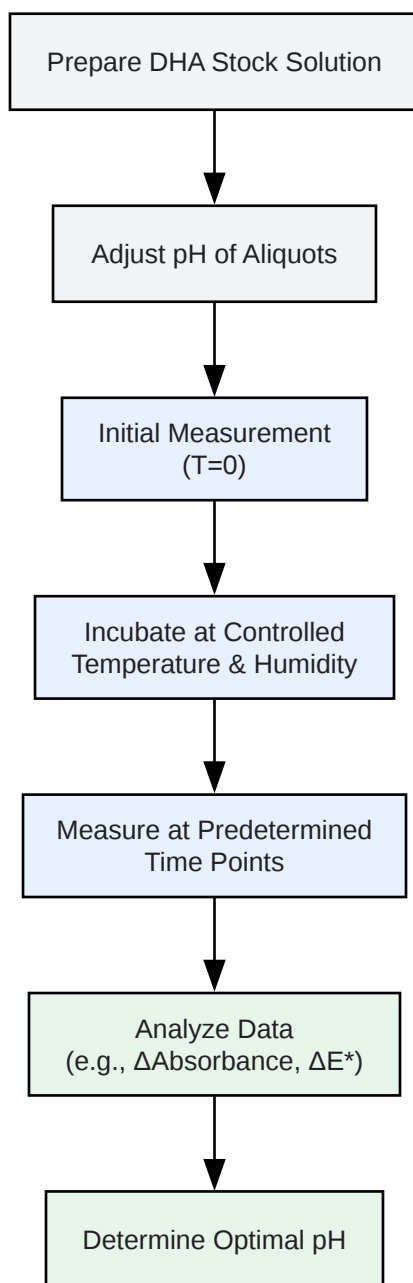 Prepare DHA Stock Solution
Adjust pH of Aliquots
Initial Measurement
(T=0)
Incubate at Controlled
Temperature & Humidity
Measure at Predetermined
Time Points
Analyze Data
(e.g., ΔAbsorbance, ΔE*)
Determine Optimal pH